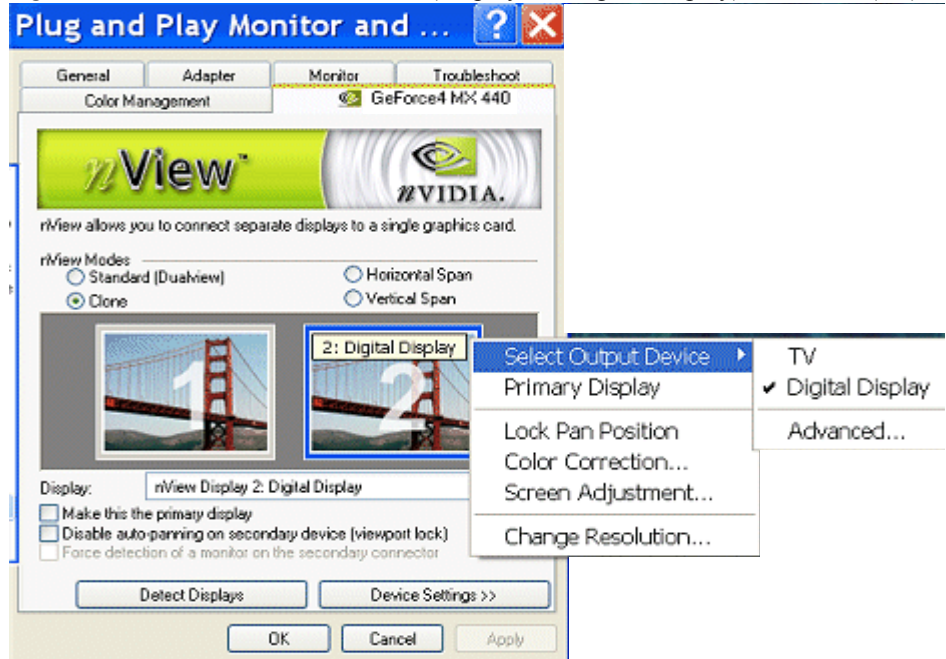 Plug and Play Monitor and ...
General Adapter Monitor Troubleshoot
Color Management GeForce4 MX 440
nView™
nVIDIA.
nView allows you to connect separate displays to a single graphics card.
nView Modes
Standard (Dualview) Horizontal Span
Clone Vertical Span
1
2: Digital Display
2
Select Output Device
Primary Display
Lock Pan Position
Color Correction...
Screen Adjustment...
Change Resolution...
TV
Digital Display
Advanced...
Display: nView Display 2: Digital Display
Make this the primary display
Disable auto-panning on secondary device (viewport lock)
Force detection of a monitor on the secondary connector
Detect Displays Device Settings >>
OK Cancel Apply